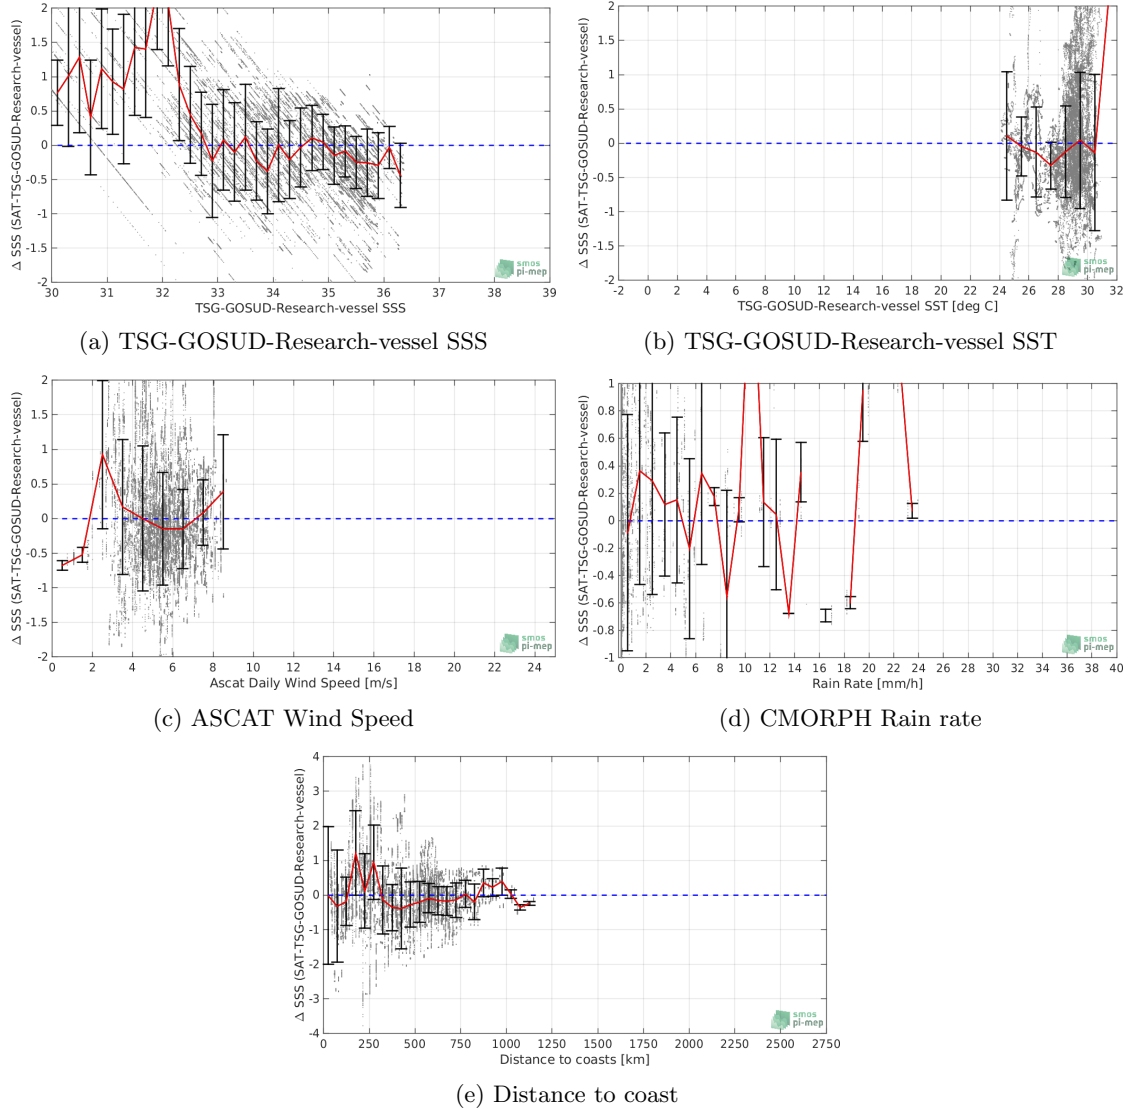 2
1.5
1
0.5
0
-0.5
-1
-1.5
-2
Δ SSS (SAT-TSG-GOSUD-Research-vessel)
30 31 32 33 34 35 36 37 38 39
TSG-GOSUD-Research-vessel SSS
smos
pi-mep
(a) TSG-GOSUD-Research-vessel SSS
2
1.5
1
0.5
0
-0.5
-1
-1.5
-2
Δ SSS (SAT-TSG-GOSUD-Research-vessel)
-2 0 2 4 6 8 10 12 14 16 18 20 22 24 26 28 30 32
TSG-GOSUD-Research-vessel SST [deg C]
smos
pi-mep
(b) TSG-GOSUD-Research-vessel SST
2
1.5
1
0.5
0
-0.5
-1
-1.5
-2
Δ SSS (SAT-TSG-GOSUD-Research-vessel)
0 2 4 6 8 10 12 14 16 18 20 22 24
Ascat Daily Wind Speed [m/s]
smos
pi-mep
(c) ASCAT Wind Speed
1
0.8
0.6
0.4
0.2
0
-0.2
-0.4
-0.6
-0.8
-1
Δ SSS (SAT-TSG-GOSUD-Research-vessel)
0 2 4 6 8 10 12 14 16 18 20 22 24 26 28 30 32 34 36 38 40
Rain Rate [mm/h]
smos
pi-mep
(d) CMORPH Rain rate
4
3
2
1
0
-1
-2
-3
-4
Δ SSS (SAT-TSG-GOSUD-Research-vessel)
0 250 500 750 1000 1250 1500 1750 2000 2250 2500 2750
Distance to coasts [km]
smos
pi-mep
(e) Distance to coast